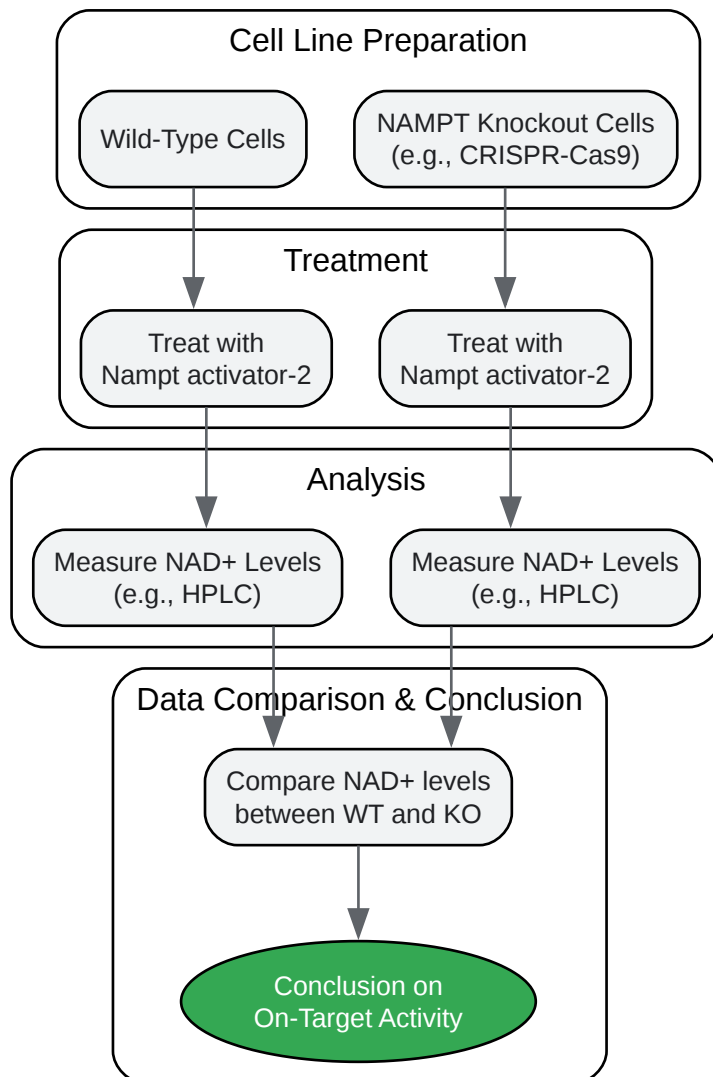 Cell Line Preparation
Wild-Type Cells
NAMPT Knockout Cells
(e.g., CRISPR-Cas9)
Treatment
Treat with
Nampt activator-2
Treat with
Nampt activator-2
Analysis
Measure NAD+ Levels
(e.g., HPLC)
Measure NAD+ Levels
(e.g., HPLC)
Data Comparison & Conclusion
Compare NAD+ levels
between WT and KO
Conclusion on
On-Target Activity